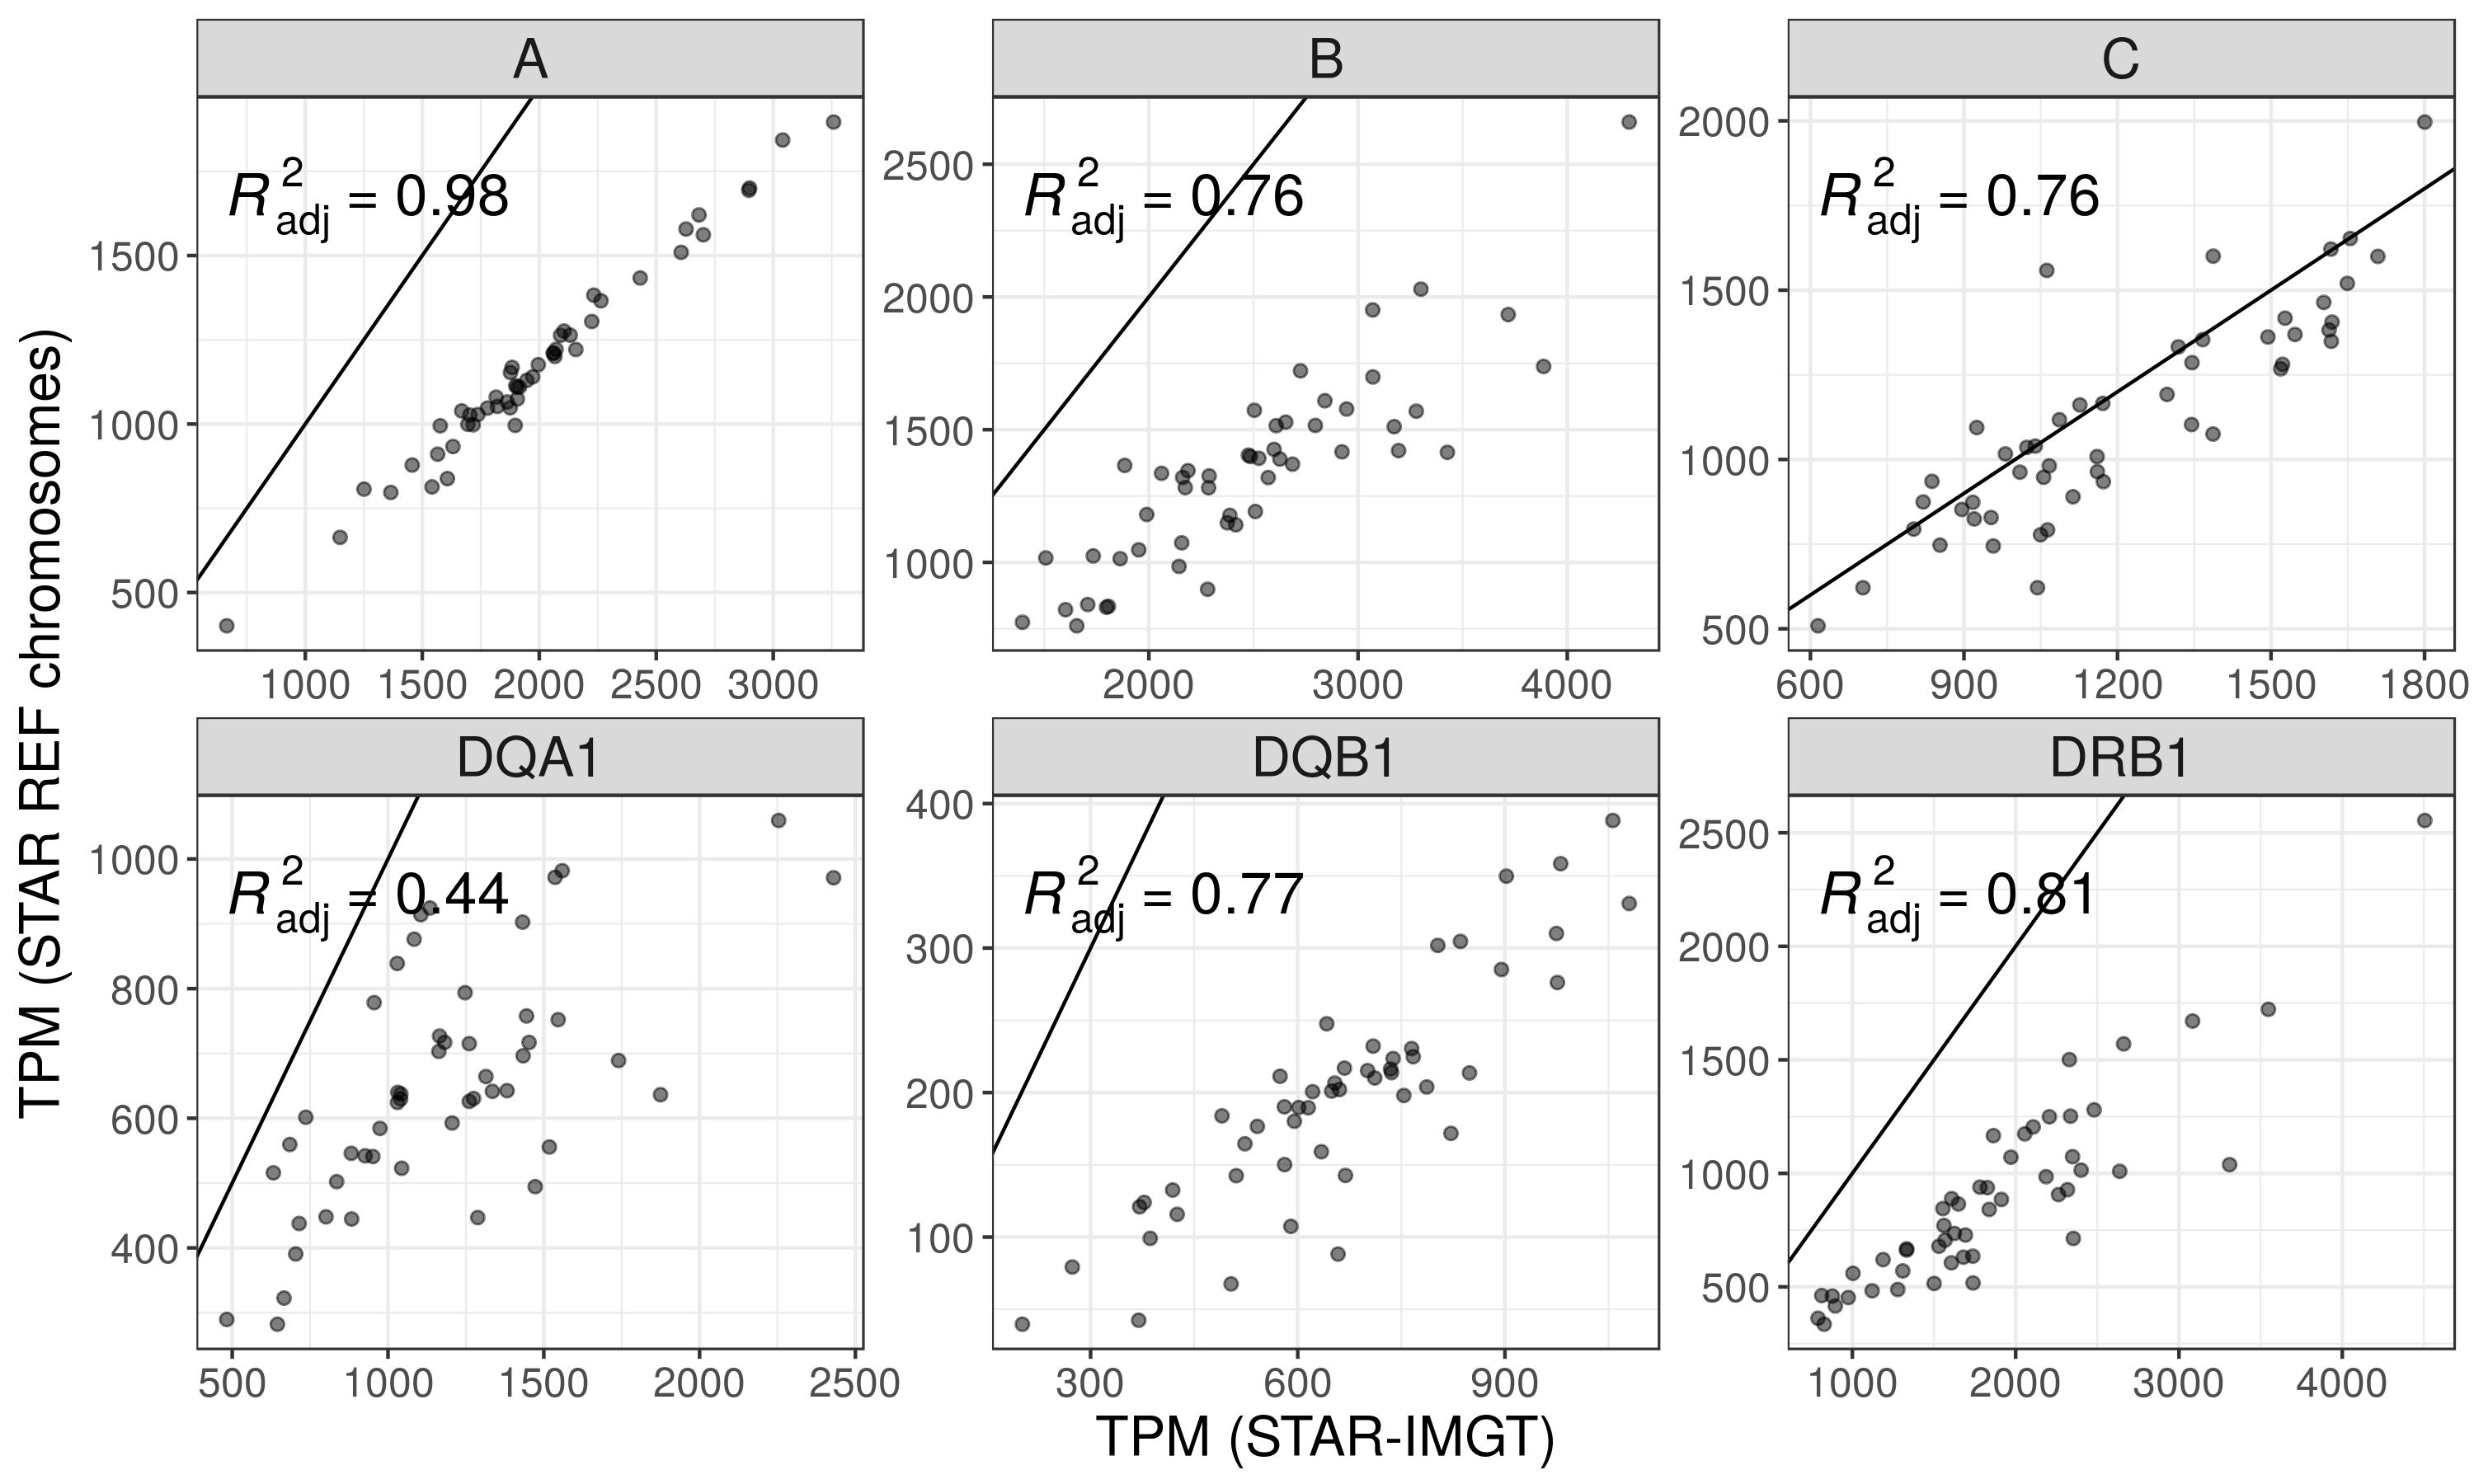 A
B
C
R²adj = 0.98
R²adj = 0.76
R²adj = 0.76
1500
1000
500
2500
2000
1500
1000
2000
1500
1000
500
1000 1500 2000 2500 3000
2000 3000 4000
600 900 1200 1500 1800
DQA1
DQB1
DRB1
R²adj = 0.44
R²adj = 0.77
R²adj = 0.81
1000
800
600
400
400
300
200
100
2500
2000
1500
1000
500
500 1000 1500 2000 2500
300 600 900
1000 2000 3000 4000
TPM (STAR REF chromosomes)
TPM (STAR-IMGT)